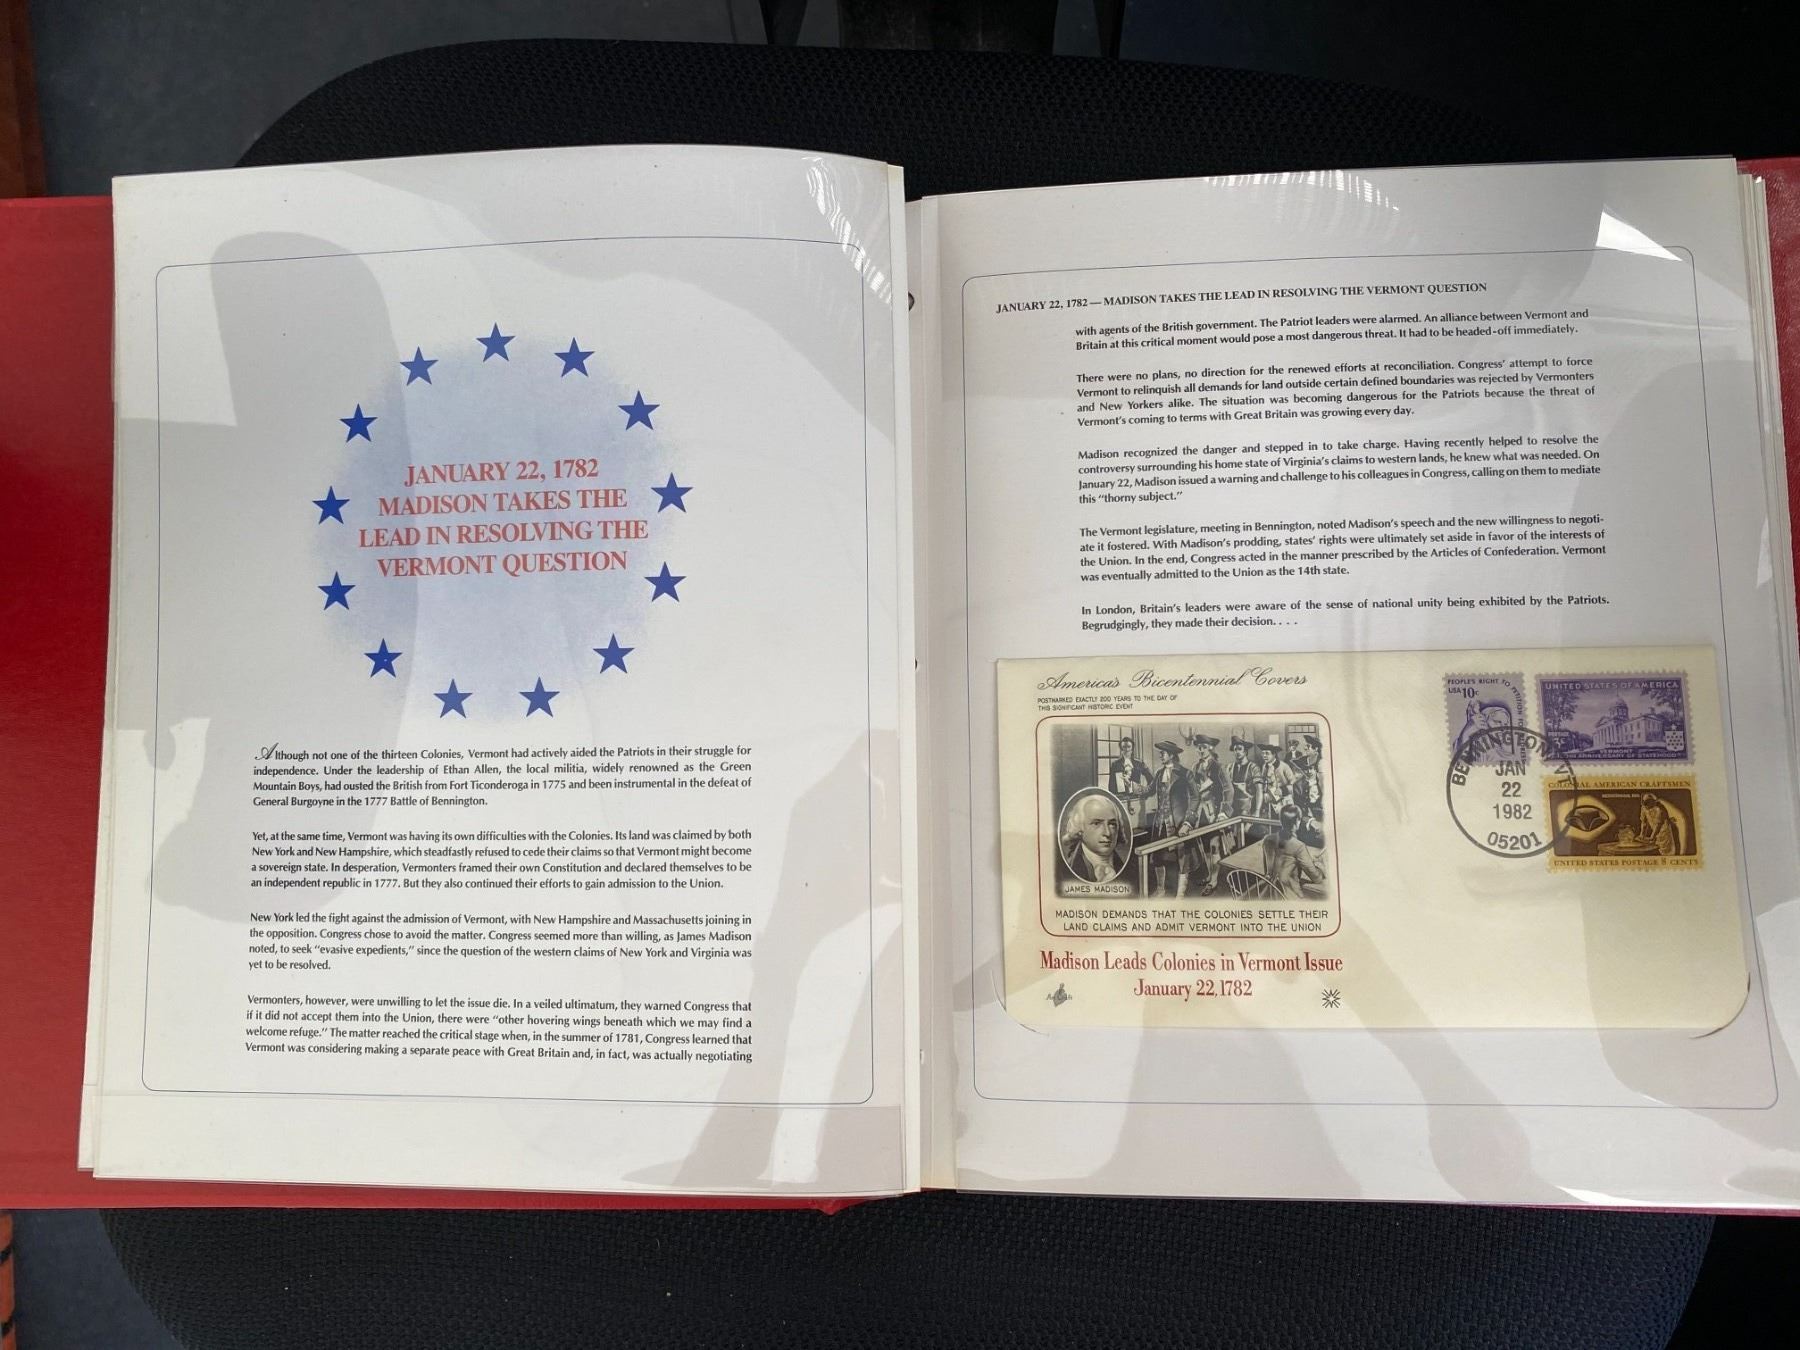 JANUARY 22, 1782
MADISON TAKES THE
LEAD IN RESOLVING THE
VERMONT QUESTION
Although not one of the thirteen Colonies, Vermont had actively aided the Patriots in their struggle for
independence. Under the leadership of Ethan Allen, the local militia, widely renowned as the Green
Mountain Boys, had ousted the British from Fort Ticonderoga in 1775 and been instrumental in the defeat of
General Burgoyne in the 1777 Battle of Bennington.
Yet, at the same time, Vermont was having its own difficulties with the Colonies. Its land was claimed by both
New York and New Hampshire, which steadfastly refused to cede their claims so that Vermont might become
a sovereign state. In desperation, Vermonters framed their own Constitution and declared themselves to be
an independent republic in 1777. But they also continued their efforts to gain admission to the Union.
New York led the fight against the admission of Vermont, with New Hampshire and Massachusetts joining in
the opposition. Congress chose to avoid the matter. Congress seemed more than willing, as James Madison
noted, to seek “evasive expedients,” since the question of the western claims of New York and Virginia was
yet to be resolved.
Vermonters, however, were unwilling to let the issue die. In a veiled ultimatum, they warned Congress that
if it did not accept them into the Union, there were “other hovering wings beneath which we may find a
welcome refuge.” The matter reached the critical stage when, in the summer of 1781, Congress learned that
Vermont was considering making a separate peace with Great Britain and, in fact, was actually negotiating
JANUARY 22, 1782 — MADISON TAKES THE LEAD IN RESOLVING THE VERMONT QUESTION
with agents of the British government. The Patriot leaders were alarmed. An alliance between Vermont and
Britain at this critical moment would pose a most dangerous threat. It had to be headed-off immediately.
There were no plans, no direction for the renewed efforts at reconciliation. Congress’ attempt to force
Vermont to relinquish all demands for land outside certain defined boundaries was rejected by Vermonters
and New Yorkers alike. The situation was becoming dangerous for the Patriots because the threat of
Vermont’s coming to terms with Great Britain was growing every day.
Madison recognized the danger and stepped in to take charge. Having recently helped to resolve the
controversy surrounding his home state of Virginia’s claims to western lands, he knew what was needed. On
January 22, Madison issued a warning and challenge to his colleagues in Congress, calling on them to mediate
this “thorny subject.”
The Vermont legislature, meeting in Bennington, noted Madison’s speech and the new willingness to negoti-
ate it fostered. With Madison’s prodding, states’ rights were ultimately set aside in favor of the interests of
the Union. In the end, Congress acted in the manner prescribed by the Articles of Confederation. Vermont
was eventually admitted to the Union as the 14th state.
In London, Britain’s leaders were aware of the sense of national unity being exhibited by the Patriots.
Begrudgingly, they made their decision. . . .
America's Bicentennial Covers
POSTMARKED EXACTLY 200 YEARS TO THE DAY OF
THIS SIGNIFICANT HISTORIC EVENT
JAMES MADISON
MADISON DEMANDS THAT THE COLONIES SETTLE THEIR
LAND CLAIMS AND ADMIT VERMONT INTO THE UNION
Madison Leads Colonies in Vermont Issue
January 22, 1782
ArtCraft
PEOPLE'S RIGHT TO PETITION FOR
USA 10c
UNITED STATES OF AMERICA
POSTAGE
3¢
VERMONT
ANNIVERSARY OF STATEHOOD
BENNINGTON VT
JAN
22
1982
05201
COLONIAL AMERICAN CRAFTSMEN
UNITED STATES POSTAGE 8 CENTS